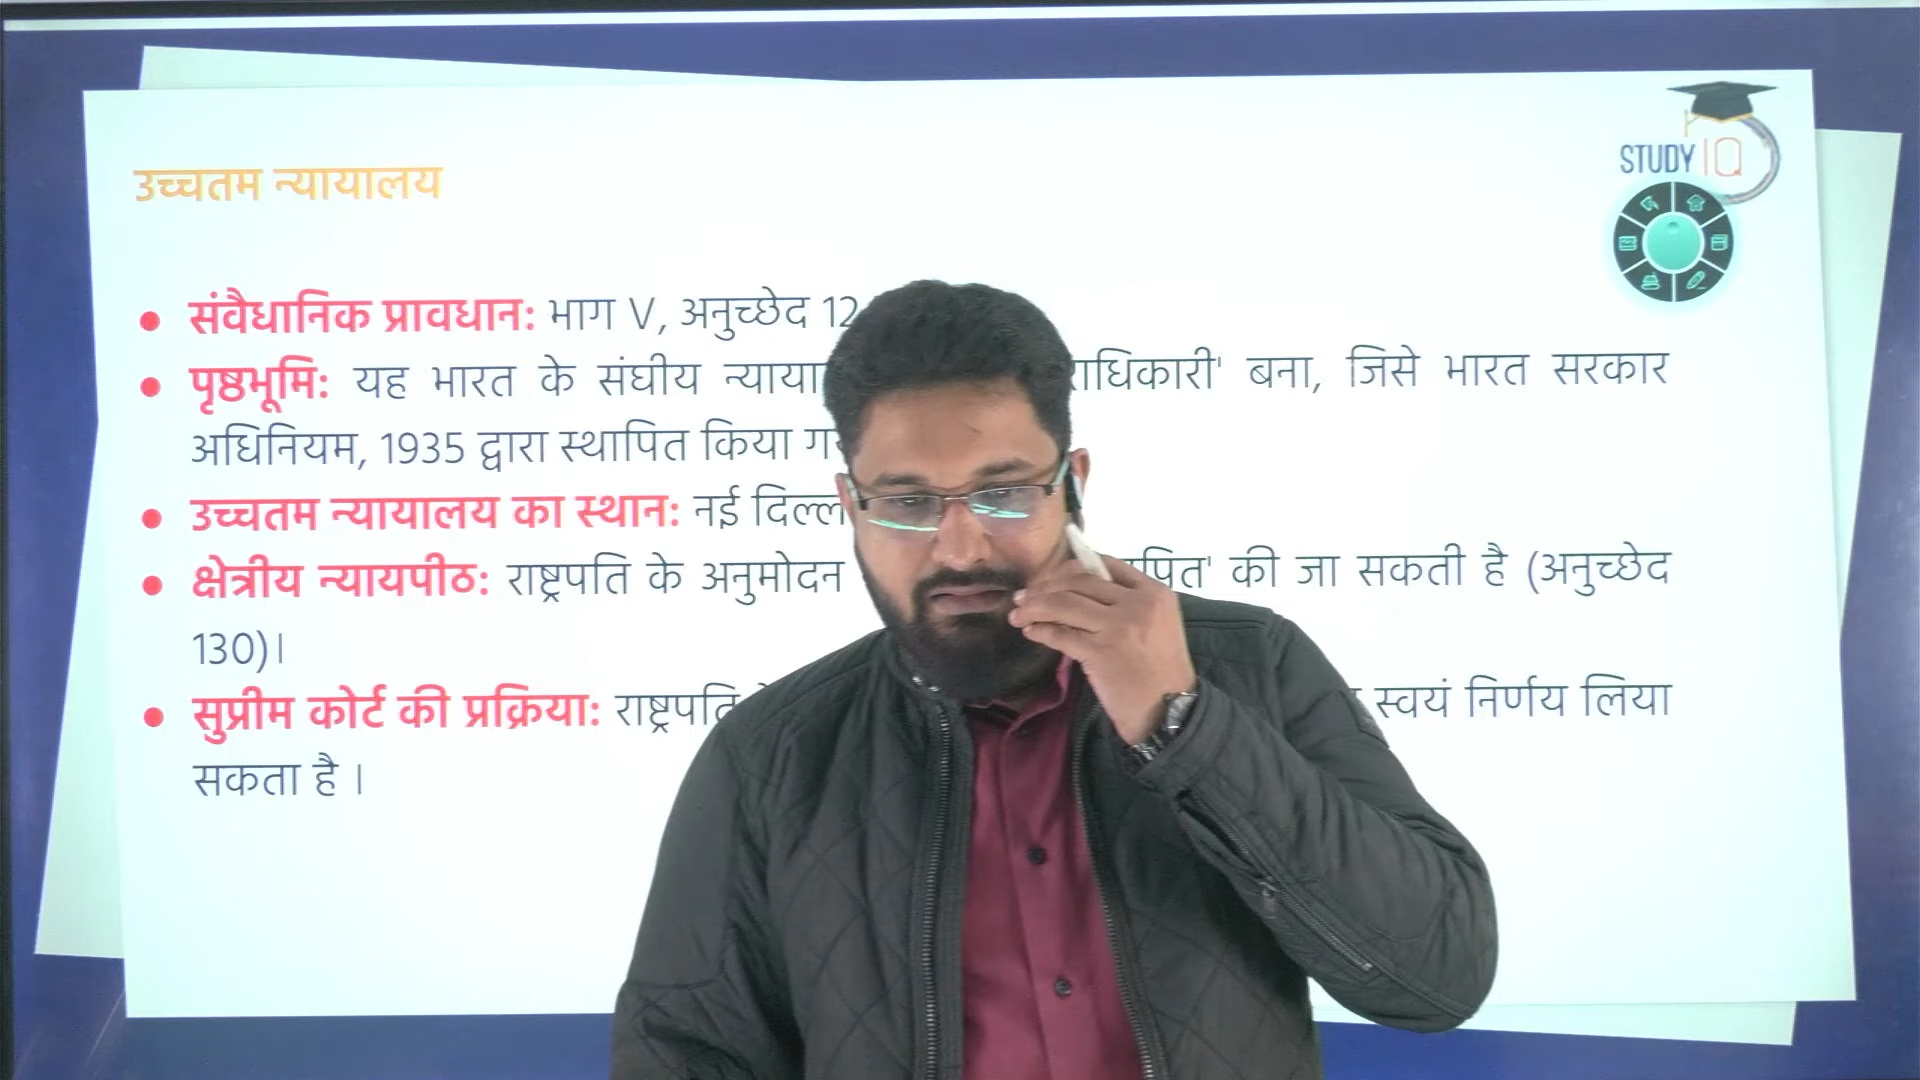 STUDY IQ
उच्चतम न्यायालय
संवैधानिक प्रावधान: भाग V, अनुच्छेद 12
पृष्ठभूमि: यह भारत के संघीय बना, जिसे भारत सरकार
अधिनियम, 1935 द्वारा स्थापित किया
उच्चतम न्यायालय का स्थान: नई
क्षेत्रीय न्यायपीठ: राष्ट्रपति के अनुमोदन की जा सकती है (अनुच्छेद
130)।
सुप्रीम कोर्ट की प्रक्रिया: स्वयं निर्णय लिया
सकता है ।